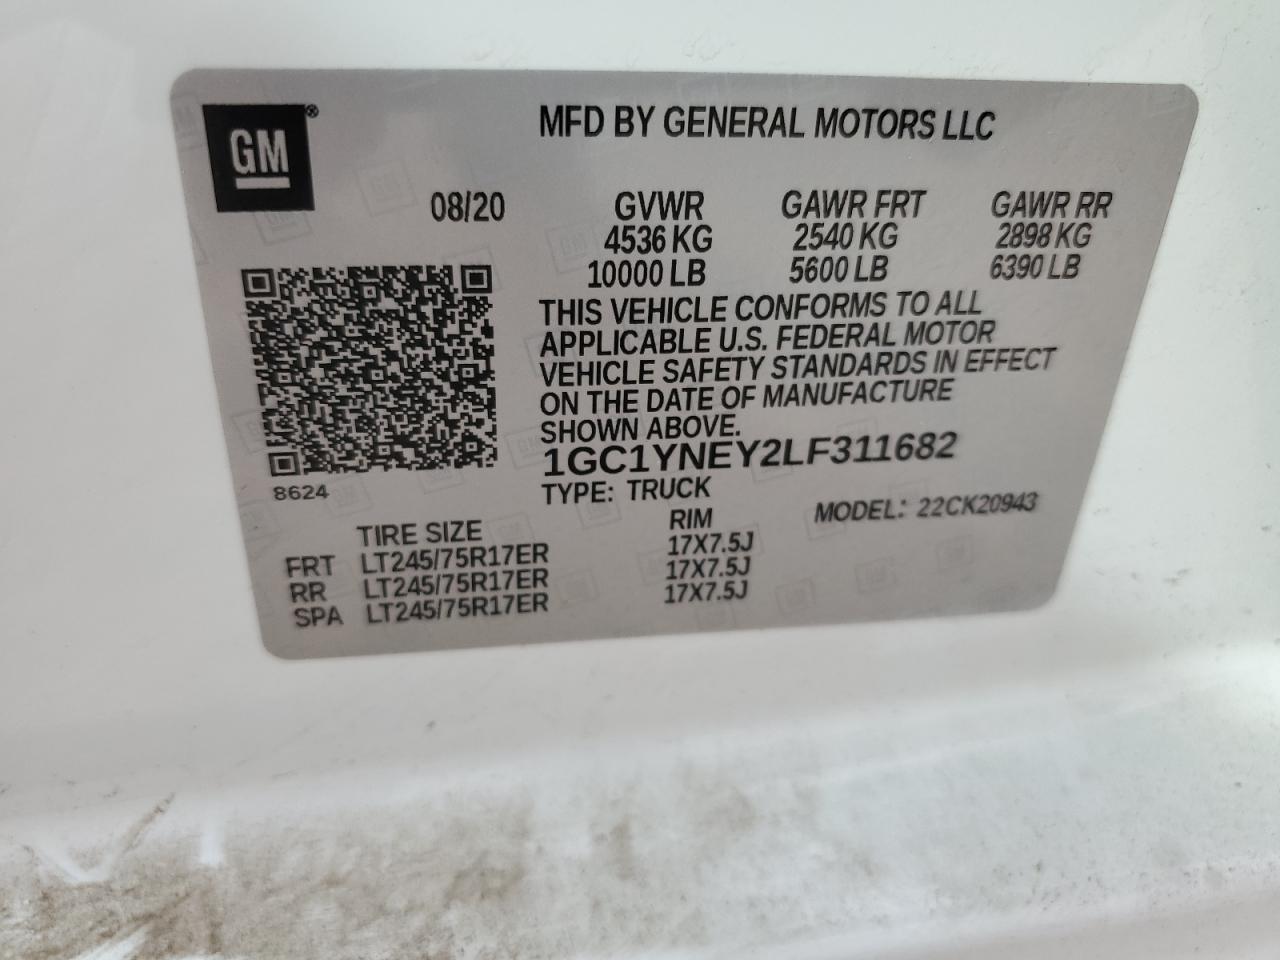 GM®
MFD BY GENERAL MOTORS LLC
08/20 GVWR GAWR FRT GAWR RR
4536 KG 2540 KG 2898 KG
10000 LB 5600 LB 6390 LB
THIS VEHICLE CONFORMS TO ALL
APPLICABLE U.S. FEDERAL MOTOR
VEHICLE SAFETY STANDARDS IN EFFECT
ON THE DATE OF MANUFACTURE
SHOWN ABOVE.
1GC1YNEY2LF311682
8624
TYPE: TRUCK
MODEL: 22CK20943
TIRE SIZE RIM
FRT LT245/75R17ER 17X7.5J
RR LT245/75R17ER 17X7.5J
SPA LT245/75R17ER 17X7.5J